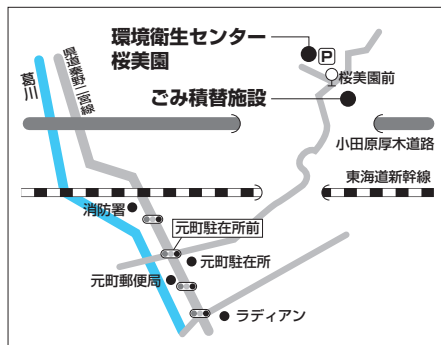 環境衛生センター
桜美園
P
桜美園前
ごみ積替施設
県道秦野二宮線
葛川
小田原厚木道路
東海道新幹線
消防署
元町駐在所前
元町駐在所
元町郵便局
ラディアン